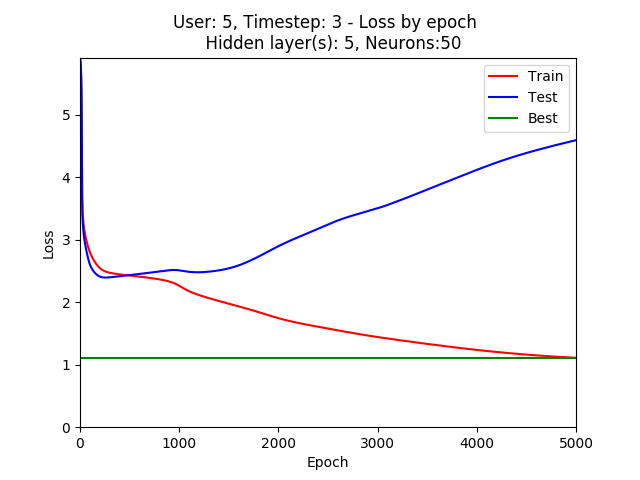 User: 5, Timestep: 3 - Loss by epoch
Hidden layer(s): 5, Neurons:50
Train
Test
Best
Loss
5
4
3
2
1
0
0 1000 2000 3000 4000 5000
Epoch